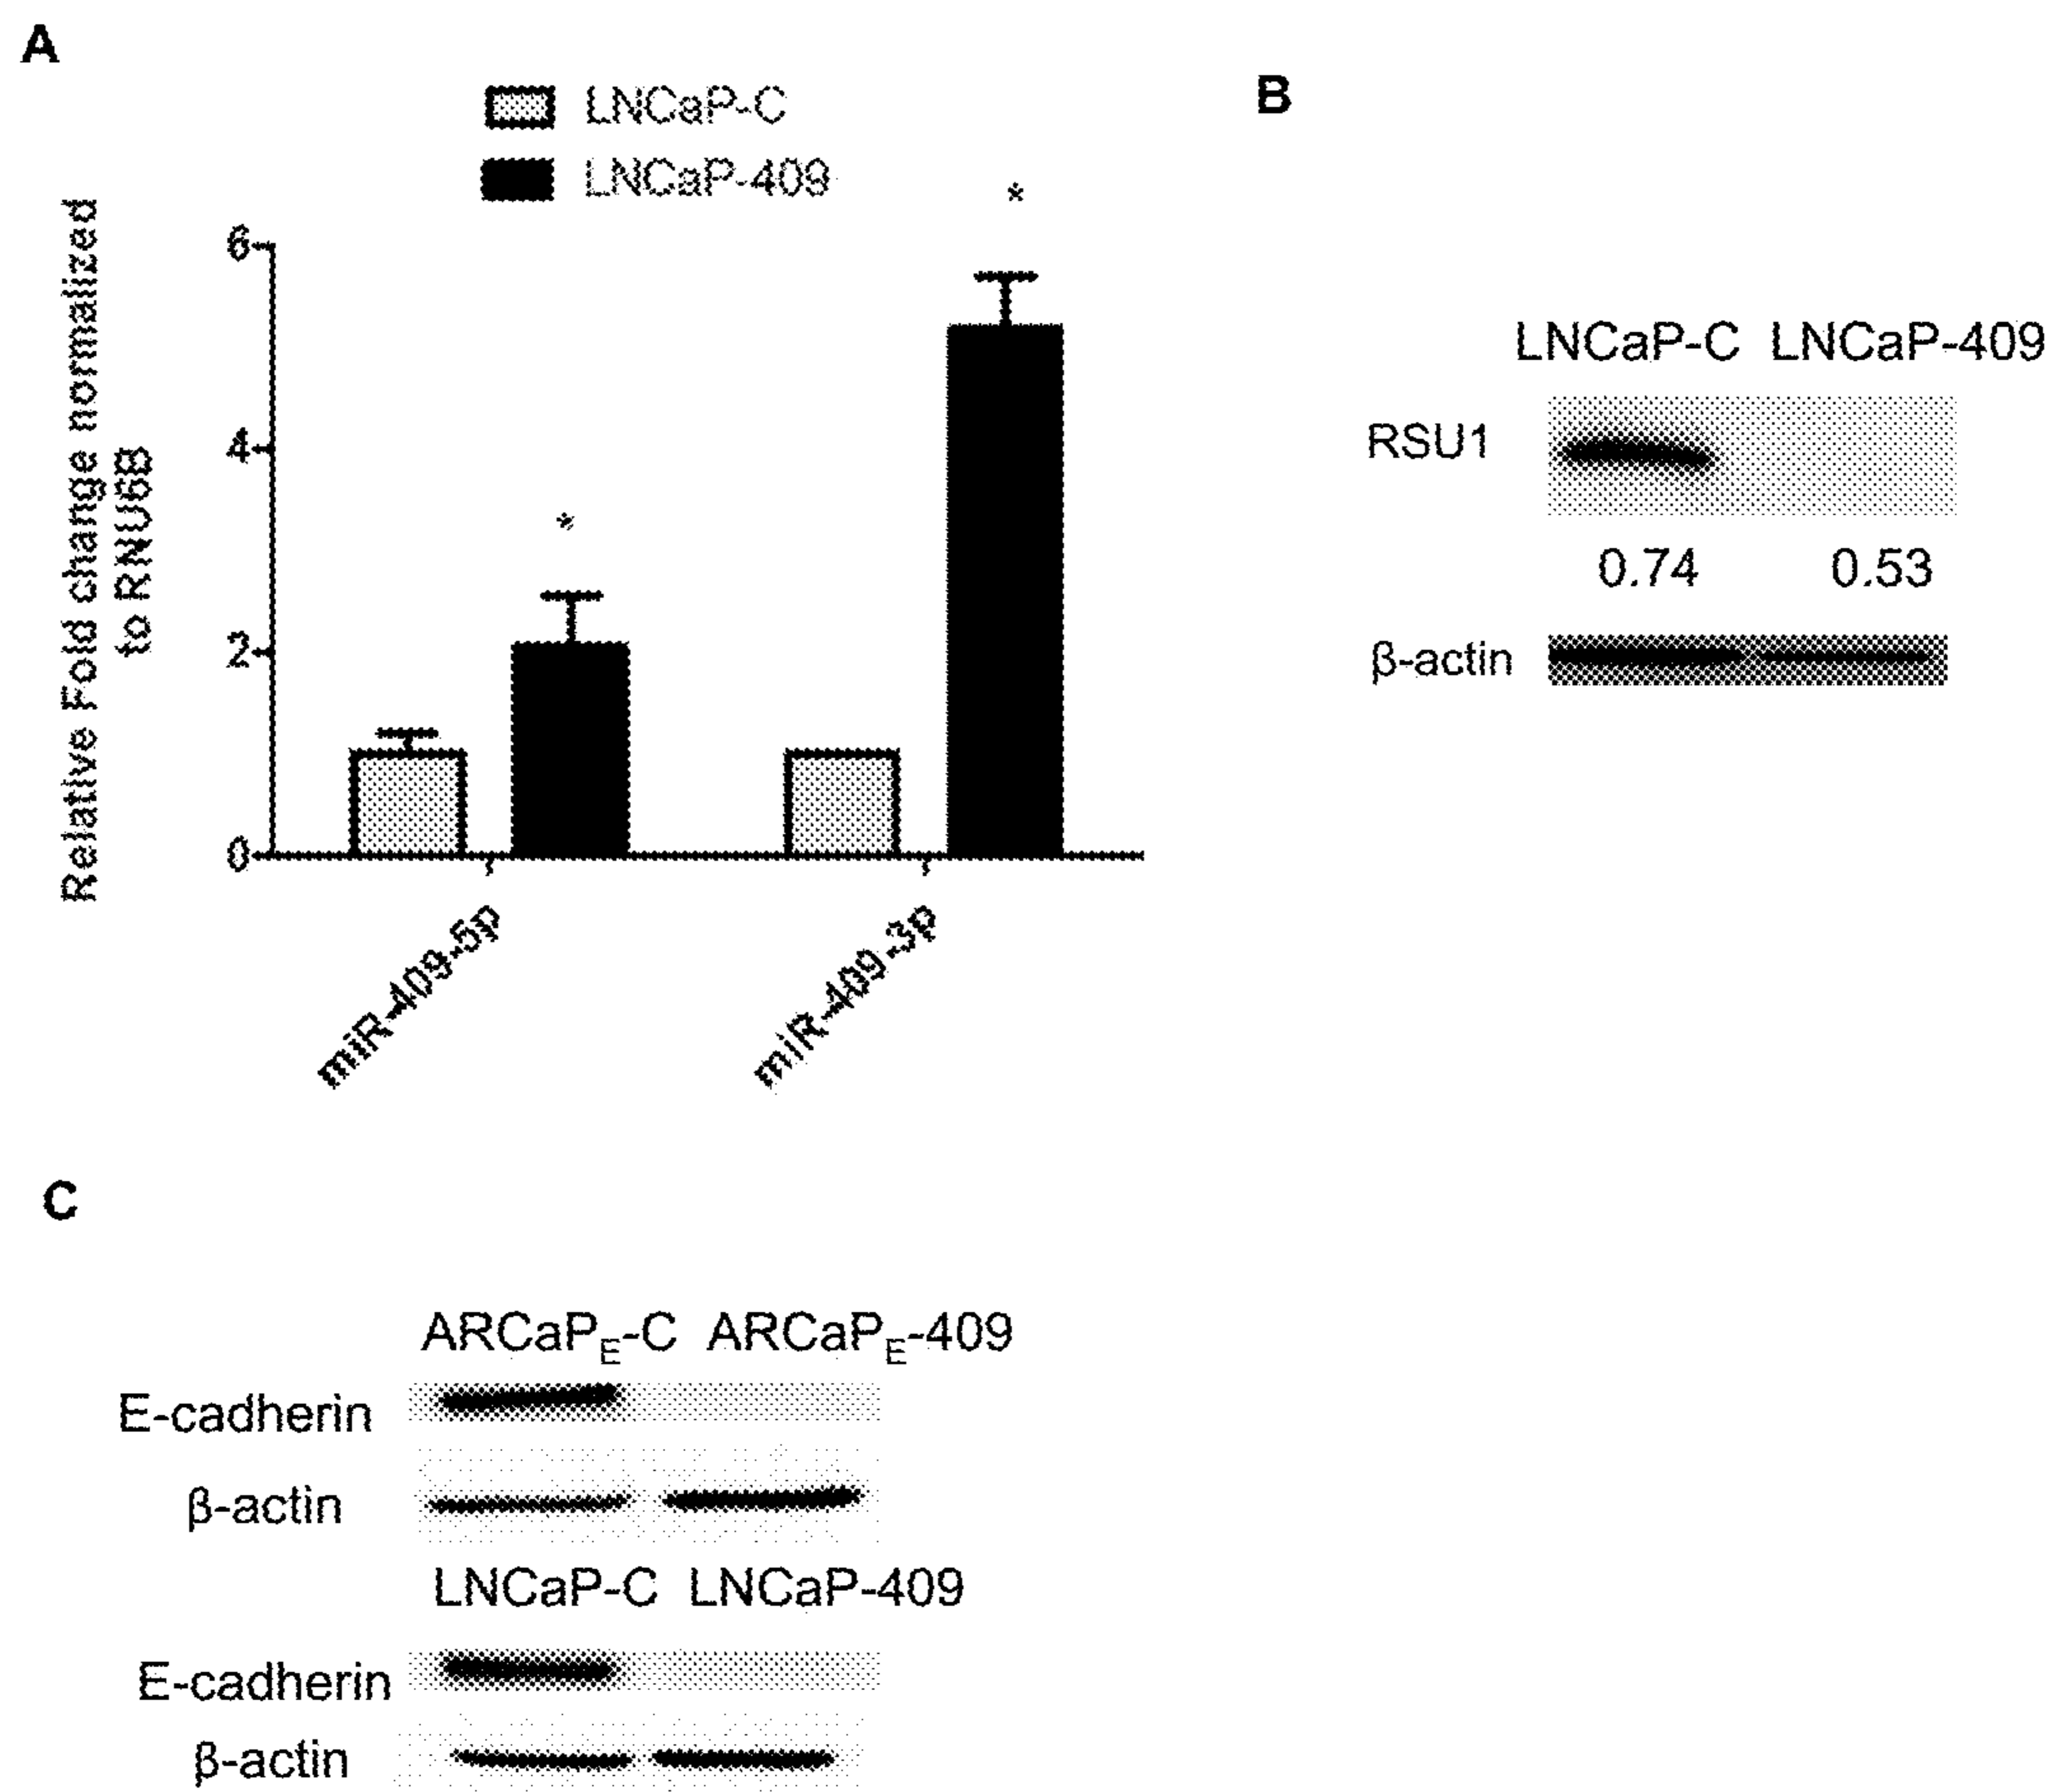 A
LNCaP-C
LNCaP-409
Relative Fold change normalized
to RNU6B
6
4
2
0
*
*
miR-409-5p
miR-409-3p
B
LNCaP-C LNCaP-409
RSU1
0.74 0.53
β-actin
C
ARCaPE-C ARCaPE-409
E-cadherin
β-actin
LNCaP-C LNCaP-409
E-cadherin
β-actin